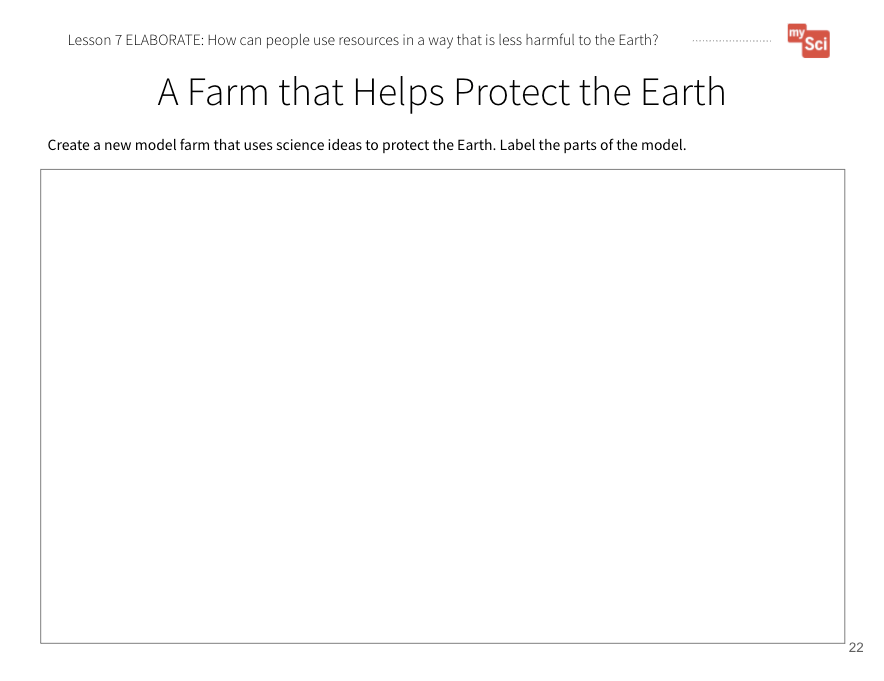 Lesson 7 ELABORATE: How can people use resources in a way that is less harmful to the Earth?
my
Sci
A Farm that Helps Protect the Earth
Create a new model farm that uses science ideas to protect the Earth. Label the parts of the model.
22